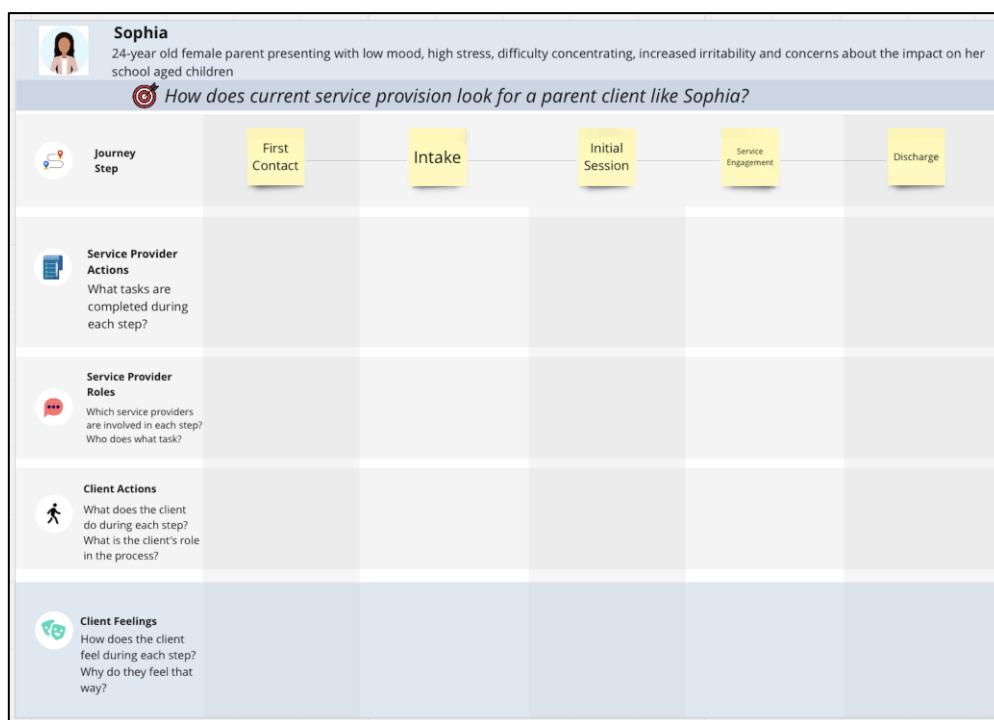 Sophia
24-year old female parent presenting with low mood, high stress, difficulty concentrating, increased irritability and concerns about the impact on her
school aged children
How does current service provision look for a parent client like Sophia?
Journey
Step
First
Contact
Intake
Initial
Session
Service
Engagement
Discharge
Service Provider
Actions
What tasks are
completed during
each step?
Service Provider
Roles
Which service providers
are involved in each step?
Who does what task?
Client Actions
What does the client
do during each step?
What is the client's role
in the process?
Client Feelings
How does the client
feel during each step?
Why do they feel that
way?